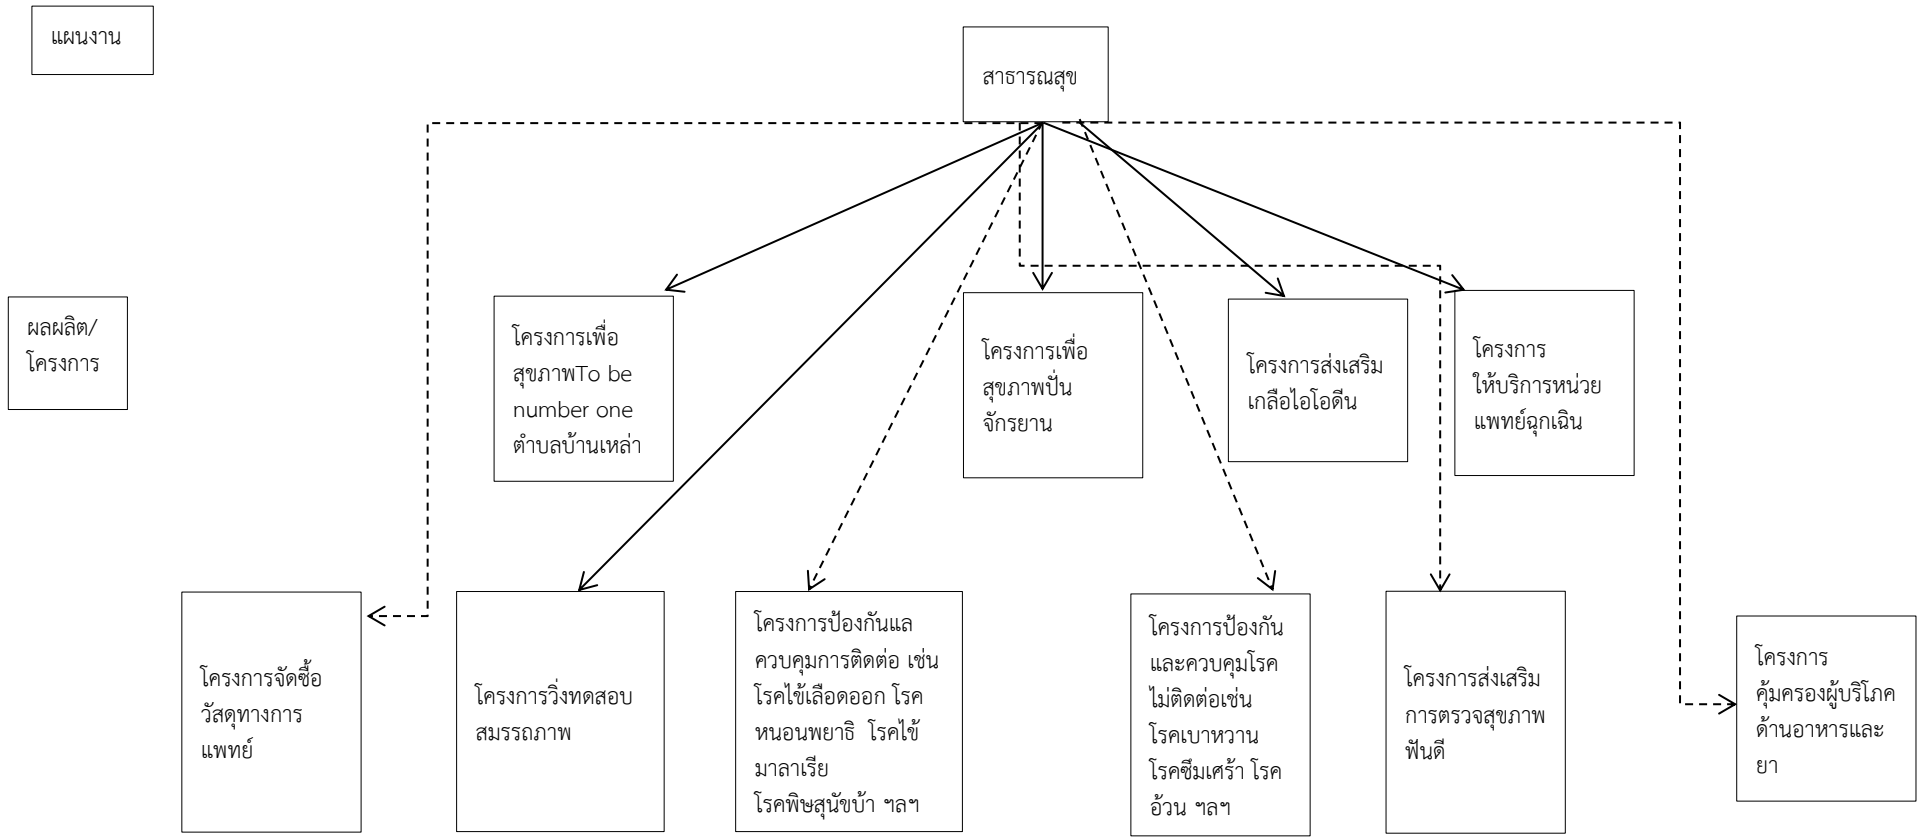 แผนงาน
สาธารณสุข
ผลผลิต/
โครงการ
โครงการเพื่อ
สุขภาพTo be
number one
ตำบลบ้านเหล่า
โครงการเพื่อ
สุขภาพปั่น
จักรยาน
โครงการส่งเสริม
เกลือไอโอดีน
โครงการ
ให้บริการหน่วย
แพทย์ฉุกเฉิน
โครงการจัดซื้อ
วัสดุทางการ
แพทย์
โครงการวิ่งทดสอบ
สมรรถภาพ
โครงการป้องกันแล
ควบคุมการติดต่อ เช่น
โรคไข้เลือดออก โรค
หนอนพยาธิ โรคไข้
มาลาเรีย
โรคพิษสุนัขบ้า ฯลฯ
โครงการป้องกัน
และควบคุมโรค
ไม่ติดต่อเช่น
โรคเบาหวาน
โรคซึมเศร้า โรค
อ้วน ฯลฯ
โครงการส่งเสริม
การตรวจสุขภาพ
ฟันดี
โครงการ
คุ้มครองผู้บริโภค
ด้านอาหารและ
ยา